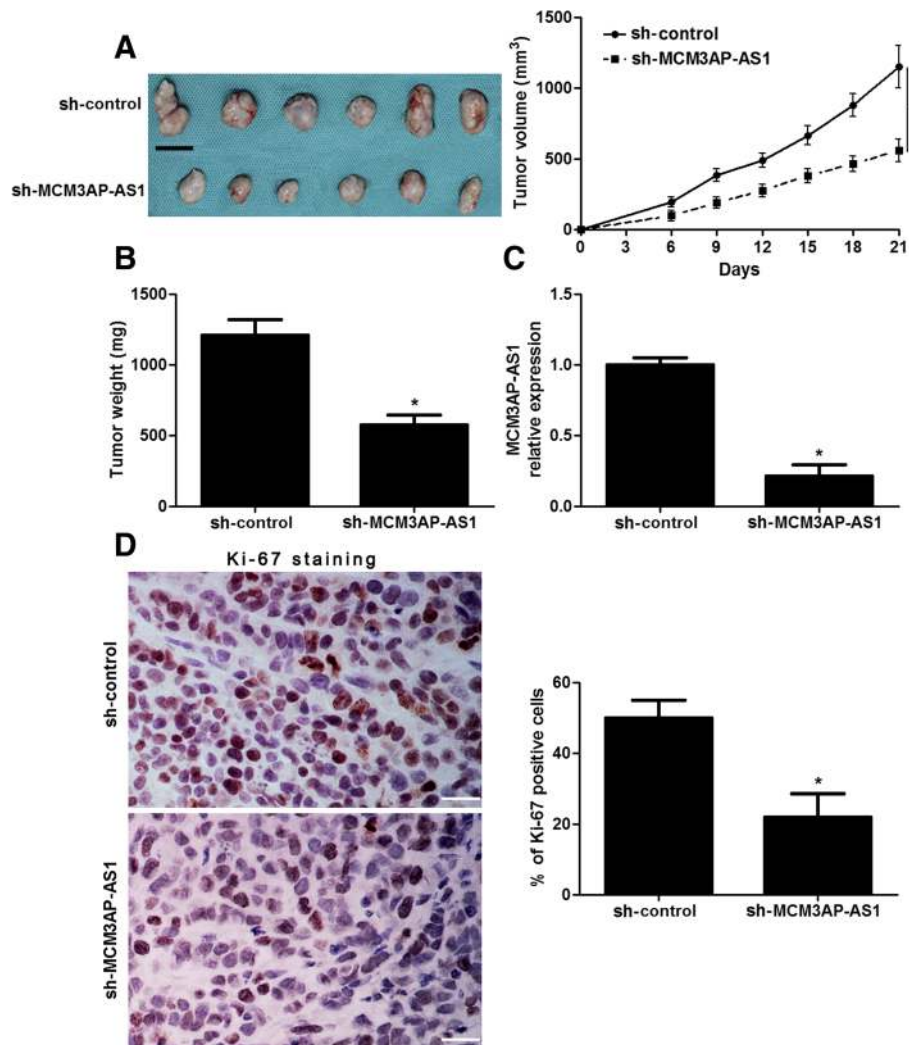 A
sh-control
sh-MCM3AP-AS1
Tumor volume (mm³)
1500
1000
500
0
sh-control
sh-MCM3AP-AS1
0 3 6 9 12 15 18 21
Days
B
Tumor weight (mg)
1500
1000
500
0
*
sh-control sh-MCM3AP-AS1
C
MCM3AP-AS1
relative expression
1.5
1.0
0.5
0.0
*
sh-control sh-MCM3AP-AS1
D
Ki-67 staining
sh-control
sh-MCM3AP-AS1
% of Ki-67 positive cells
60
40
20
0
*
sh-control sh-MCM3AP-AS1